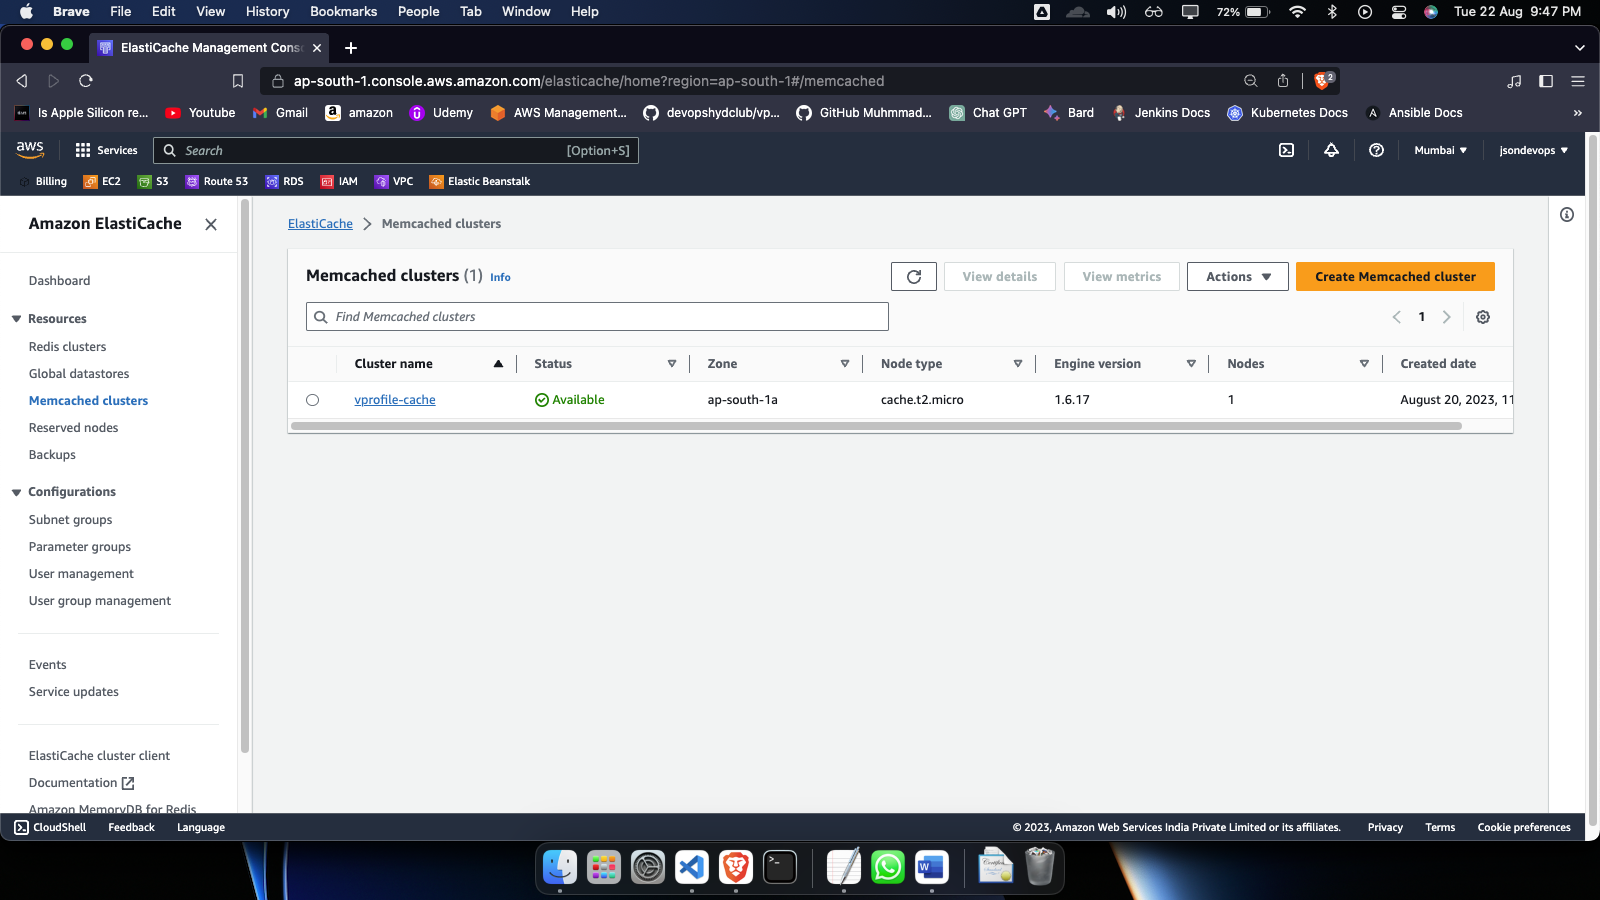 Brave File Edit View History Bookmarks People Tab Window Help 72% Tue 22 Aug 9:47 PM
ElastiCache Management Cons
ap-south-1.console.aws.amazon.com/elasticache/home?region=ap-south-1#/memcached 2
Is Apple Silicon re... Youtube Gmail amazon Udemy AWS Management... devopshydclub/vp... GitHub Muhmmad... Chat GPT Bard Jenkins Docs Kubernetes Docs Ansible Docs »
aws Services Search [Option+S] Mumbai jsondevops
Billing EC2 S3 Route 53 RDS IAM VPC Elastic Beanstalk
Amazon ElastiCache
Dashboard
Resources
Redis clusters
Global datastores
Memcached clusters
Reserved nodes
Backups
Configurations
Subnet groups
Parameter groups
User management
User group management
Events
Service updates
ElastiCache cluster client
Documentation
Amazon MemoryDB for Redis
ElastiCache Memcached clusters
Memcached clusters (1) Info View details View metrics Actions Create Memcached cluster
Find Memcached clusters 1
Cluster name Status Zone Node type Engine version Nodes Created date
vprofile-cache Available ap-south-1a cache.t2.micro 1.6.17 1 August 20, 2023, 11
CloudShell Feedback Language © 2023, Amazon Web Services India Private Limited or its affiliates. Privacy Terms Cookie preferences